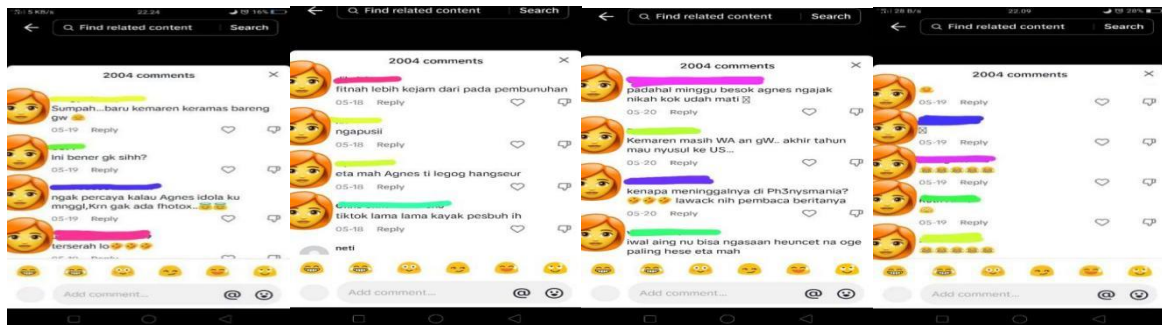 22.24
16%
Find related content
Search
2004 comments
Sumpah...baru kemaren keramas bareng
gw
05-19 Reply
Ini bener gk sihh?
05-19 Reply
ngak percaya kalau Agnes idola ku
mnggl,Krn gak ada fhotox..
05-19 Reply
terserah lo
Add comment...
Find related content
Search
2004 comments
fitnah lebih kejam dari pada pembunuhan
05-18 Reply
ngapusii
05-18 Reply
eta mah Agnes ti legog hangseur
05-18 Reply
tiktok lama lama kayak pesbuh ih
05-18 Reply
neti
Add comment...
Find related content
Search
2004 comments
padahal minggu besok agnes ngajak
nikah kok udah mati
05-20 Reply
Kemaren masih WA an gW.. akhir tahun
mau nyusul ke US...
05-20 Reply
kenapa meninggalnya di Ph3nysmania?
lawack nih pembaca beritanya
05-20 Reply
iwal aing nu bisa ngasaan heuncet na oge
paling hese eta mah
Add comment...
22.09
28%
Find related content
Search
2004 comments
05-19 Reply
05-19 Reply
05-19 Reply
05-19 Reply
Add comment...